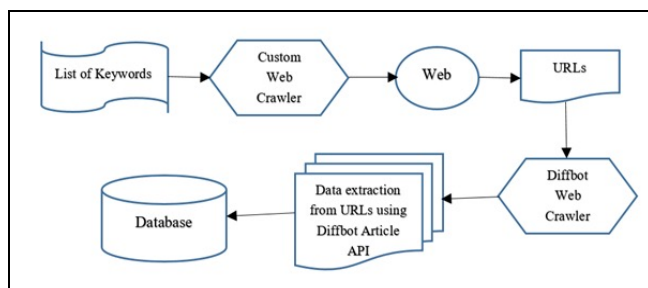 List of Keywords
Custom
Web
Crawler
Web
URLs
Diffbot
Web
Crawler
Data extraction
from URLs using
Diffbot Article
API
Database